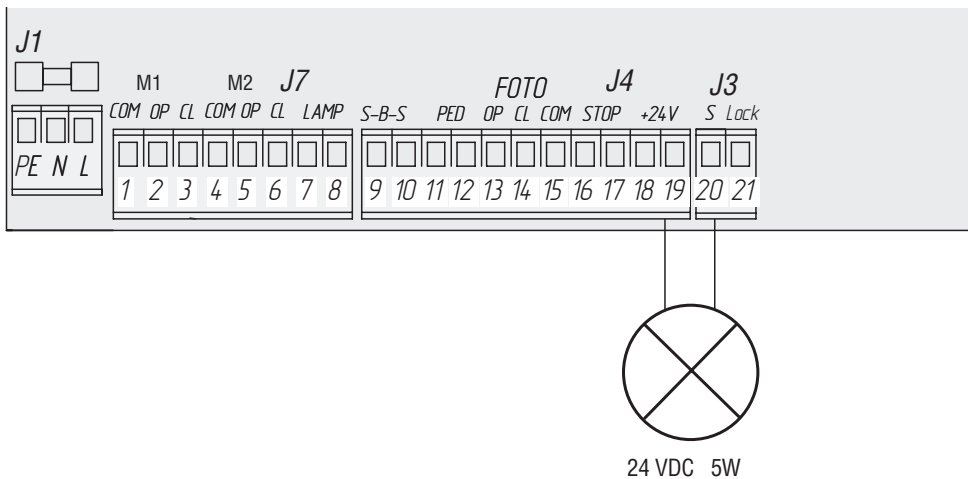 J1
M1 M2 J7 FOTO J4 J3
COM OP CL COM OP CL LAMP S-B-S PED OP CL COM STOP +24V S Lock
PE N L
1 2 3 4 5 6 7 8 9 10 11 12 13 14 15 16 17 18 19 20 21
24 VDC 5W